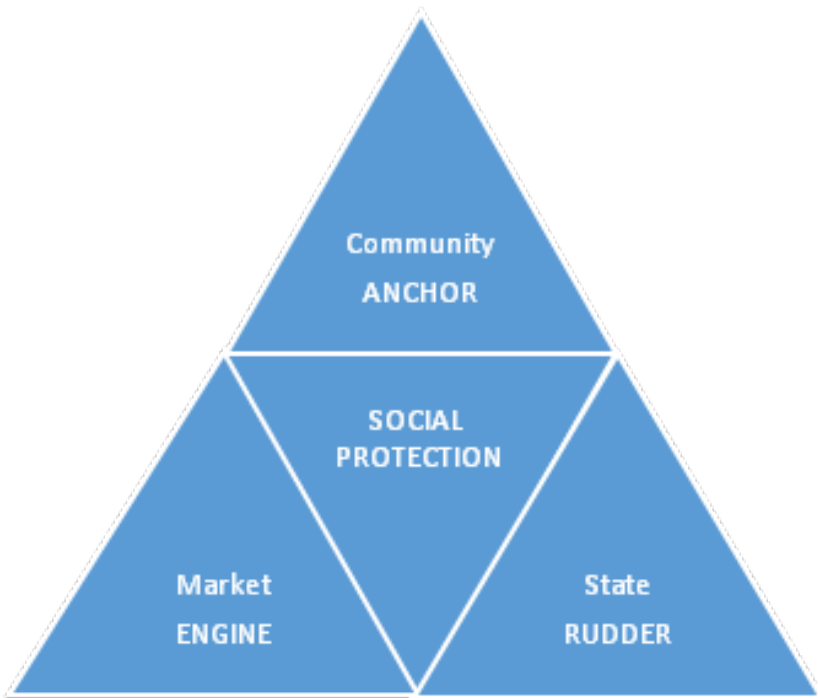 Community
ANCHOR
SOCIAL
PROTECTION
Market
ENGINE
State
RUDDER